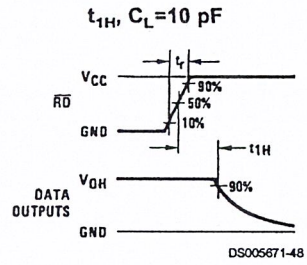 t1H, CL=10 pF
tr
VCC
90%
RD
50%
10%
GND
t1H
VOH
90%
DATA
OUTPUTS
GND
DS005671-48